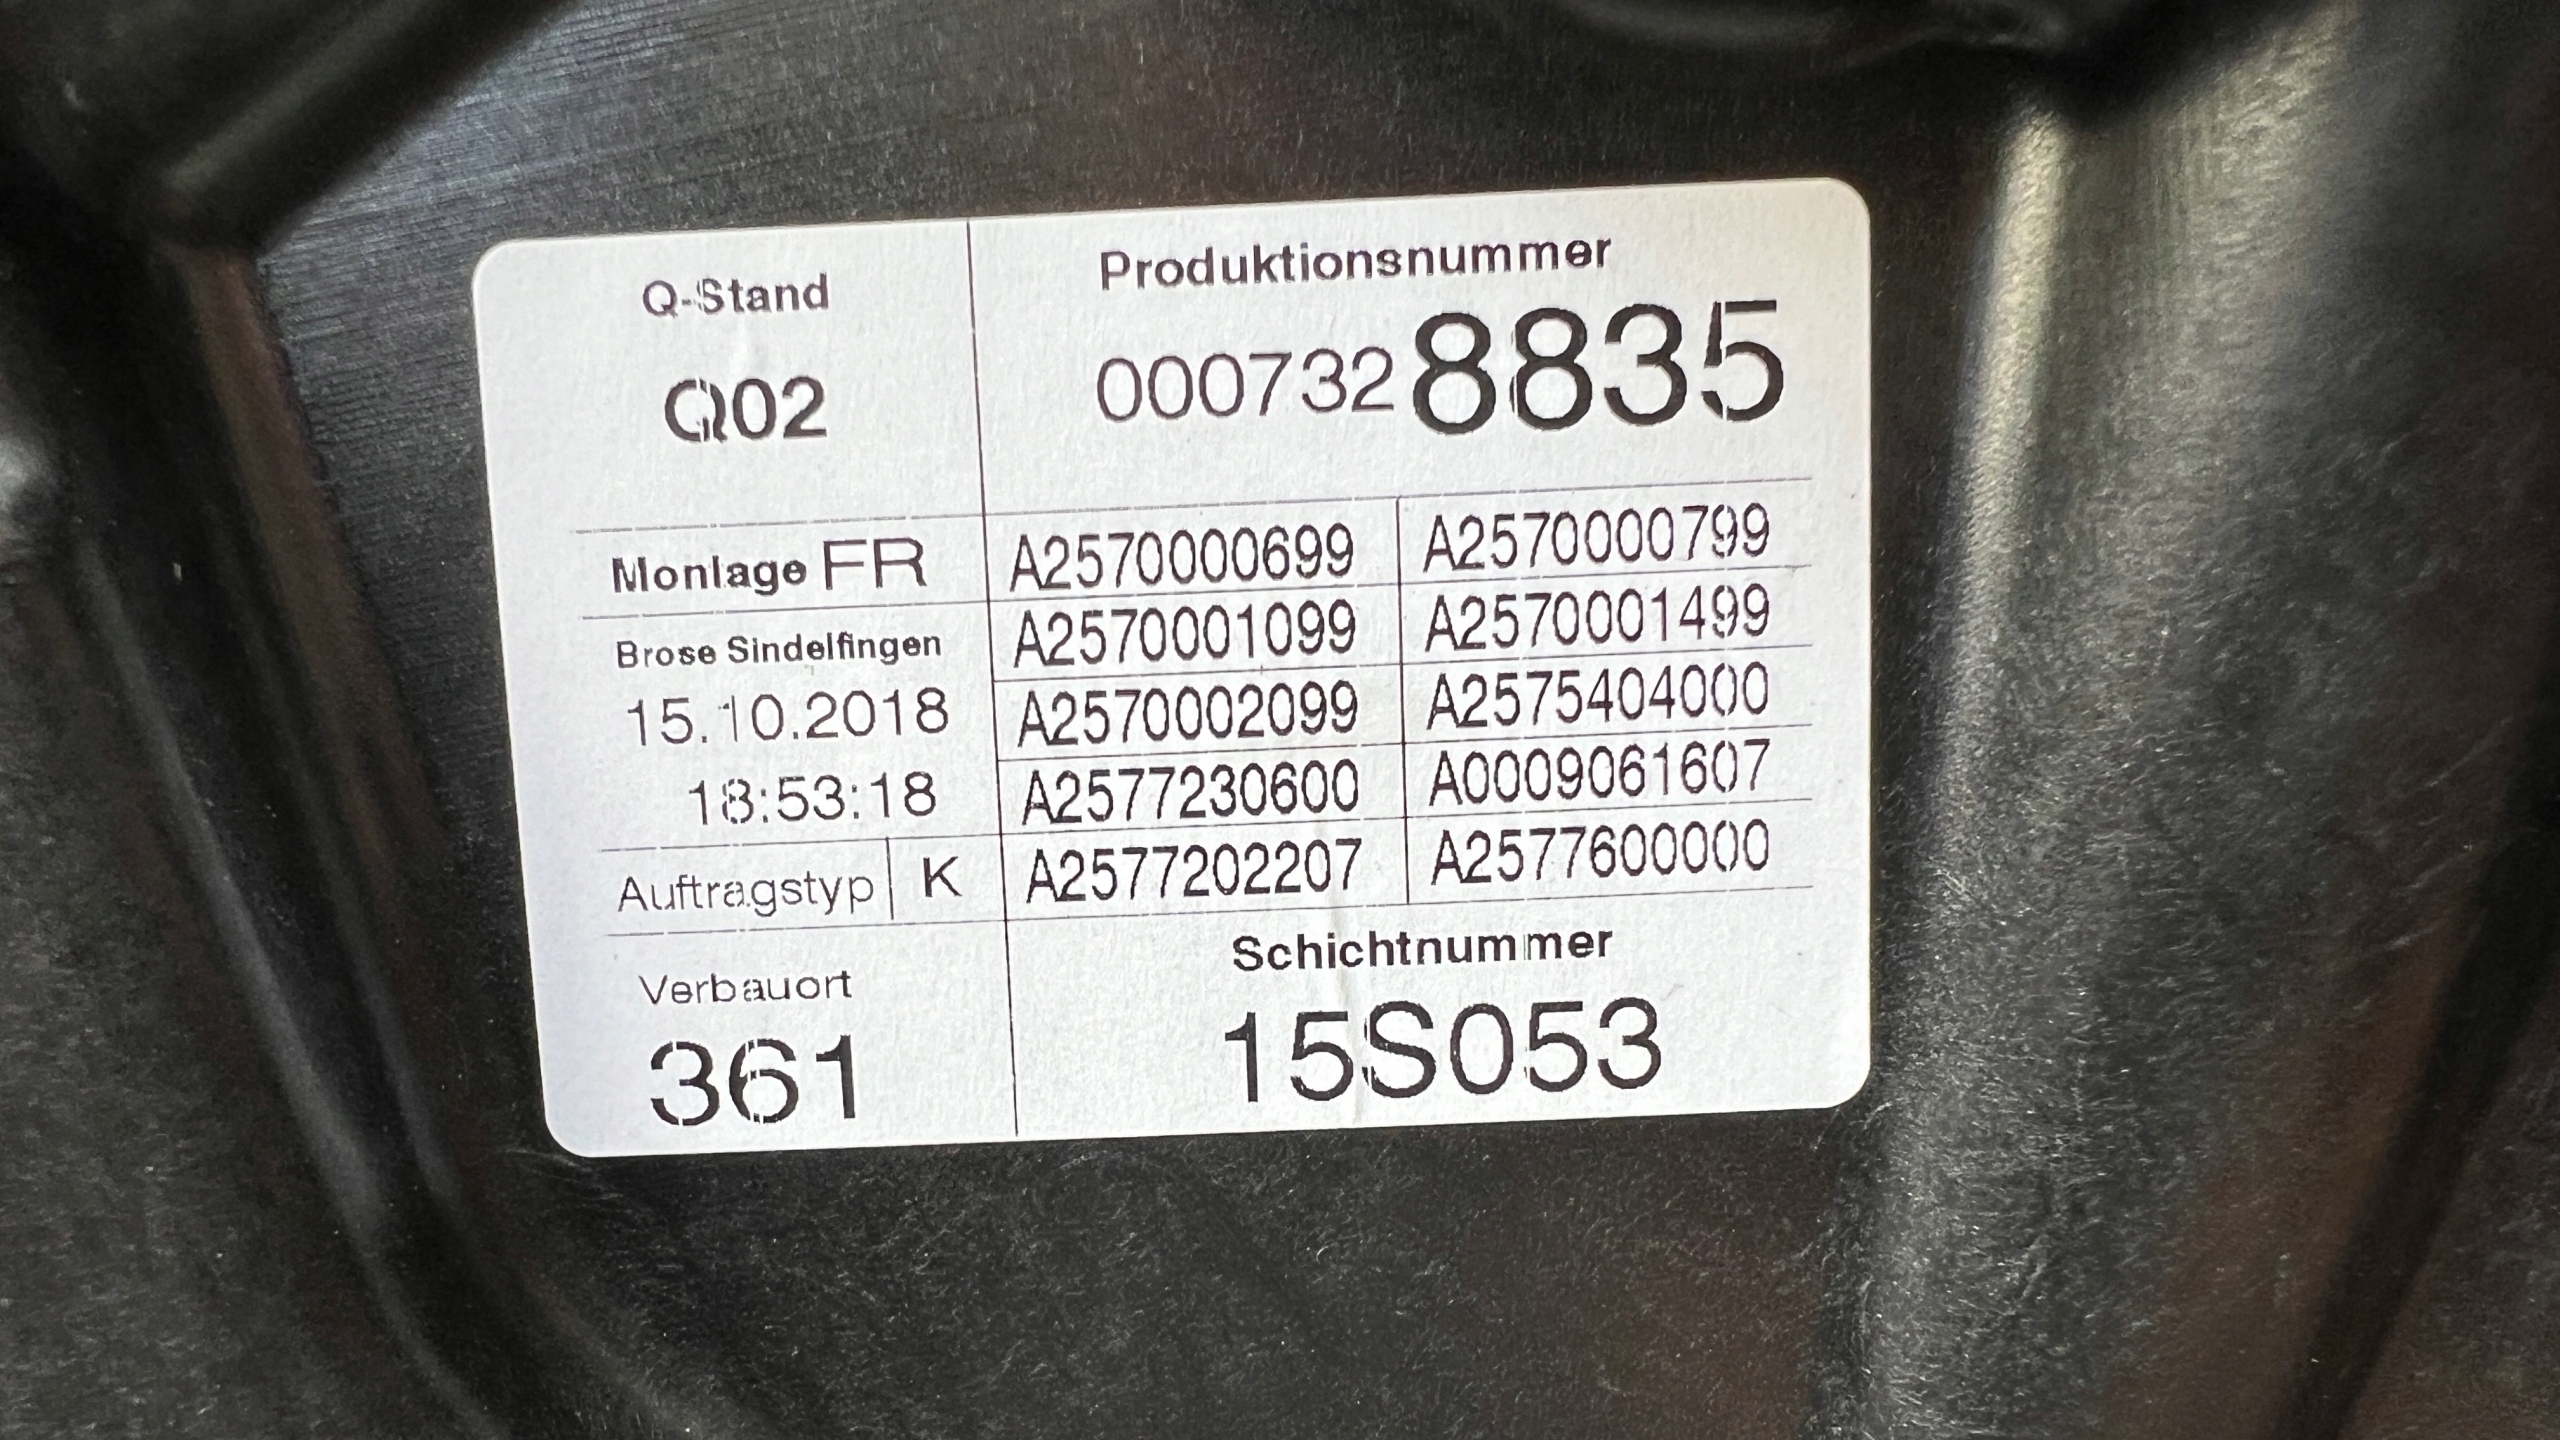 Q-Stand
Q02
Produktionsnummer
0007328835
Montage FR
A2570000699 A2570000799
A2570001099 A2570001499
Brose Sindelfingen
15.10.2018
18:53:18
A2570002099 A2575404000
A2577230600 A0009061607
Auftragstyp K
A2577202207 A2577600000
Verbauort
361
Schichtnummer
15S053